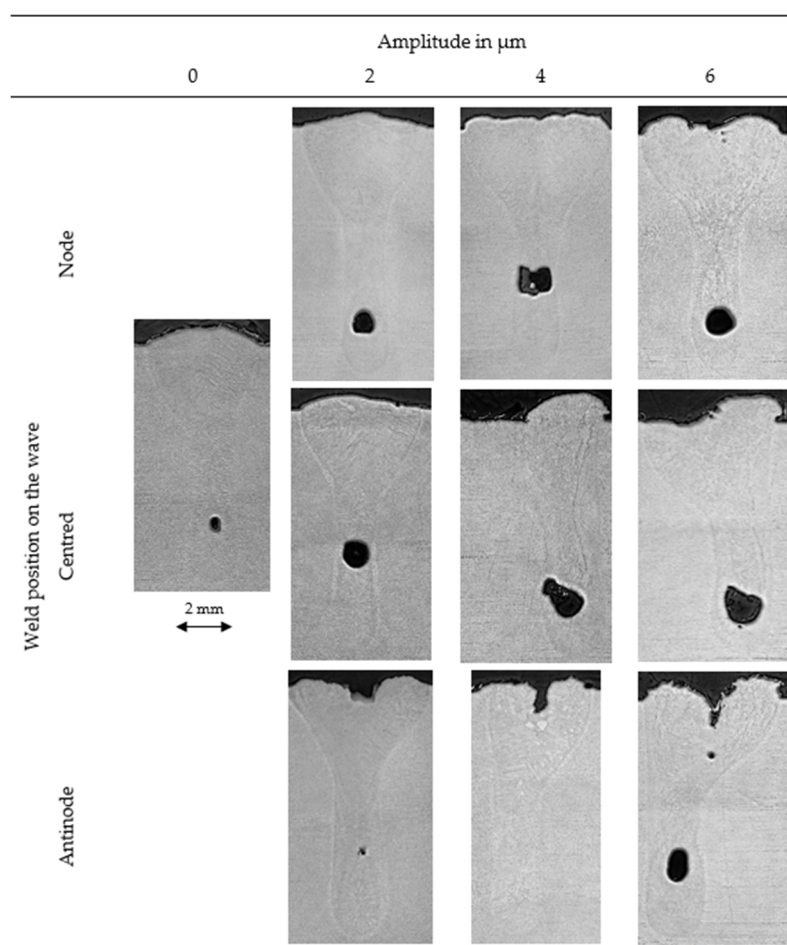 Amplitude in µm
0 2 4 6
Node
Weld position on the wave
Centred
2 mm
Antinode